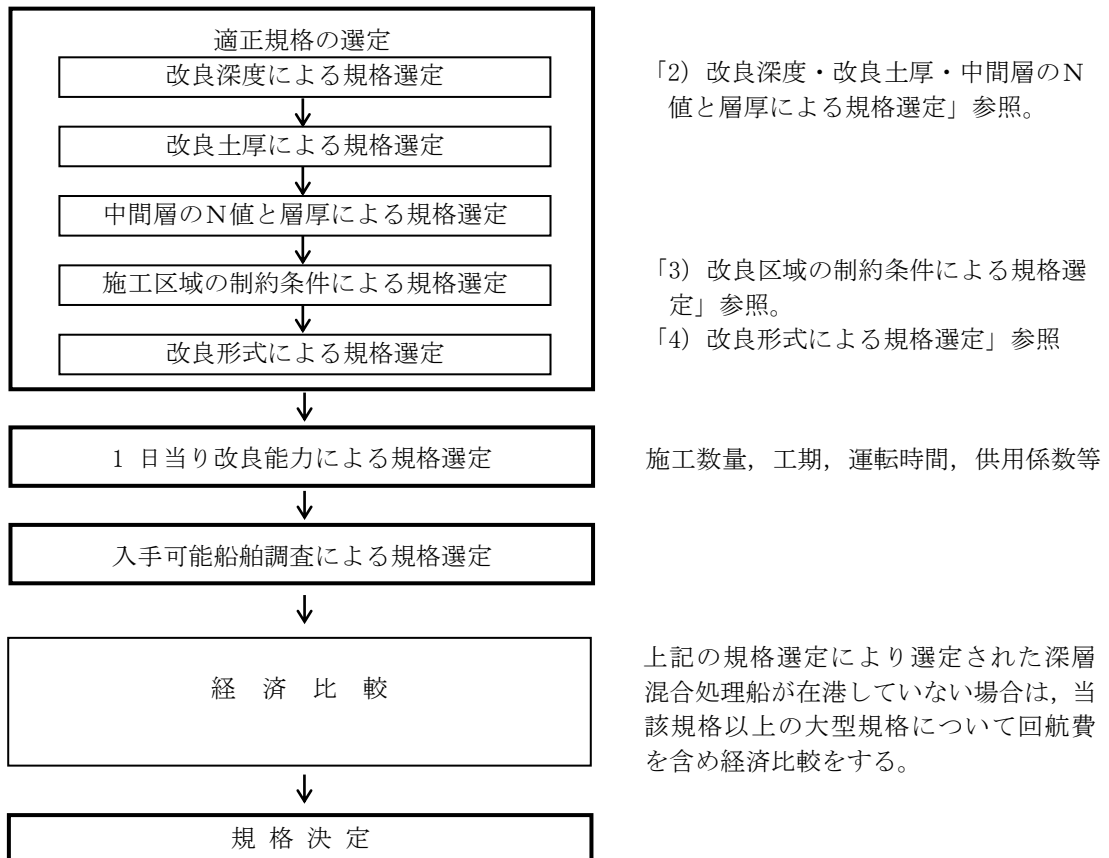 適正規格の選定
改良深度による規格選定
「2）改良深度・改良土厚・中間層のＮ
値と層厚による規格選定」参照。
改良土厚による規格選定
中間層のＮ値と層厚による規格選定
施工区域の制約条件による規格選定
「3）改良区域の制約条件による規格選
定」参照。
改良形式による規格選定
「4）改良形式による規格選定」参照
1 日当り改良能力による規格選定
施工数量，工期，運転時間，供用係数等
入手可能船舶調査による規格選定
経 済 比 較
上記の規格選定により選定された深層
混合処理船が在港していない場合は，当
該規格以上の大型規格について回航費
を含め経済比較をする。
規 格 決 定